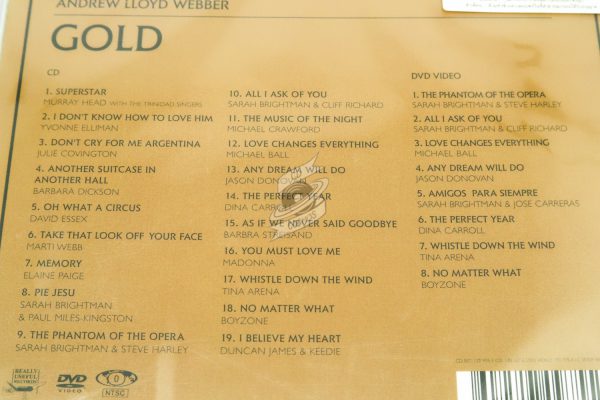 ANDREW LLOYD WEBBER
GOLD
CD
1. SUPERSTAR
MURRAY HEAD WITH THE TRINIDAD SINGERS
2. I DON'T KNOW HOW TO LOVE HIM
YVONNE ELLIMAN
3. DON'T CRY FOR ME ARGENTINA
JULIE COVINGTON
4. ANOTHER SUITCASE IN
ANOTHER HALL
BARBARA DICKSON
5. OH WHAT A CIRCUS
DAVID ESSEX
6. TAKE THAT LOOK OFF YOUR FACE
MARTI WEBB
7. MEMORY
ELAINE PAIGE
8. PIE JESU
SARAH BRIGHTMAN
& PAUL MILES-KINGSTON
9. THE PHANTOM OF THE OPERA
SARAH BRIGHTMAN & STEVE HARLEY
10. ALL I ASK OF YOU
SARAH BRIGHTMAN & CLIFF RICHARD
11. THE MUSIC OF THE NIGHT
MICHAEL CRAWFORD
12. LOVE CHANGES EVERYTHING
MICHAEL BALL
13. ANY DREAM WILL DO
JASON DONOVAN
14. THE PERFECT YEAR
DINA CARROLL
15. AS IF WE NEVER SAID GOODBYE
BARBRA STREISAND
16. YOU MUST LOVE ME
MADONNA
17. WHISTLE DOWN THE WIND
TINA ARENA
18. NO MATTER WHAT
BOYZONE
19. I BELIEVE MY HEART
DUNCAN JAMES & KEEDIE
DVD VIDEO
1. THE PHANTOM OF THE OPERA
SARAH BRIGHTMAN & STEVE HARLEY
2. ALL I ASK OF YOU
SARAH BRIGHTMAN & CLIFF RICHARD
3. LOVE CHANGES EVERYTHING
MICHAEL BALL
4. ANY DREAM WILL DO
JASON DONOVAN
5. AMIGOS PARA SIEMPRE
SARAH BRIGHTMAN & JOSE CARRERAS
6. THE PERFECT YEAR
DINA CARROLL
7. WHISTLE DOWN THE WIND
TINA ARENA
8. NO MATTER WHAT
BOYZONE
REALLY
USEFUL
RECORDS
DVD
VIDEO
0
NTSC